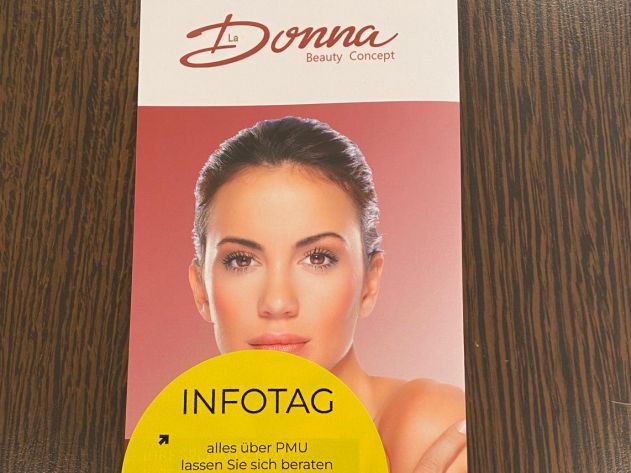 La Donna
Beauty Concept
INFOTAG
alles über PMU
lassen Sie sich beraten